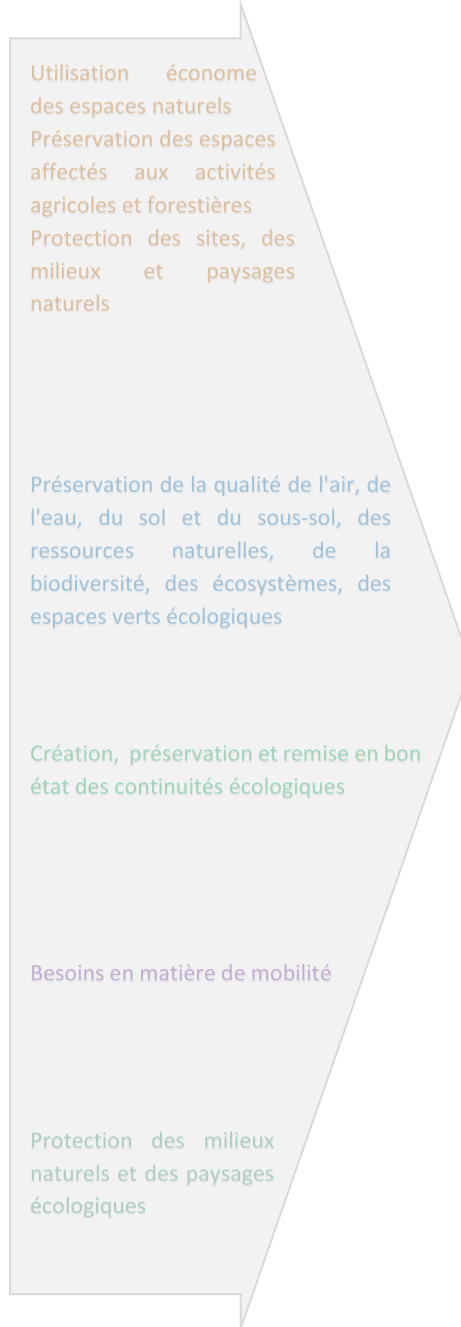 Utilisation économe
des espaces naturels
Préservation des espaces
affectés aux activités
agricoles et forestières
Protection des sites, des
milieux et paysages
naturels
Préservation de la qualité de l'air, de
l'eau, du sol et du sous-sol, des
ressources naturelles, de la
biodiversité, des écosystèmes, des
espaces verts écologiques
Création, préservation et remise en bon
état des continuités écologiques
Besoins en matière de mobilité
Protection des milieux
naturels et des paysages
écologiques